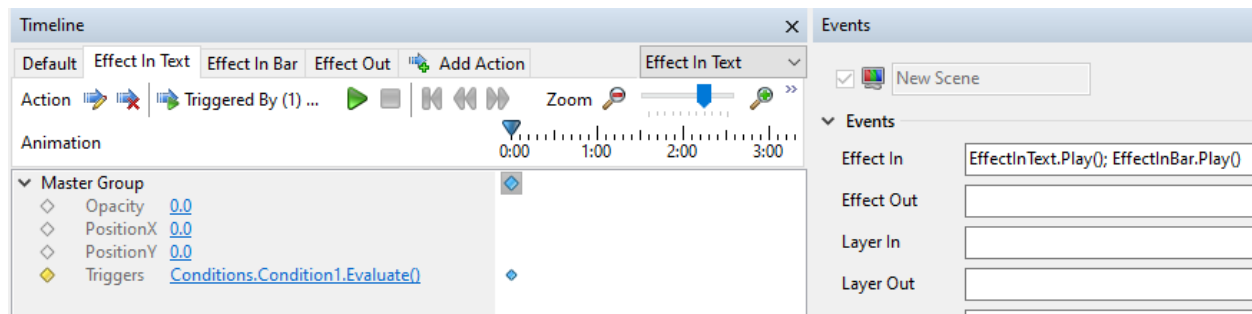 Timeline
Default Effect In Text Effect In Bar Effect Out Add Action Effect In Text
Action Triggered By (1) ... Zoom »
Animation 0:00 1:00 2:00 3:00
Master Group
Opacity 0.0
PositionX 0.0
PositionY 0.0
Triggers Conditions.Condition1.Evaluate()
Events
New Scene
Events
Effect In EffectInText.Play(); EffectInBar.Play()
Effect Out
Layer In
Layer Out